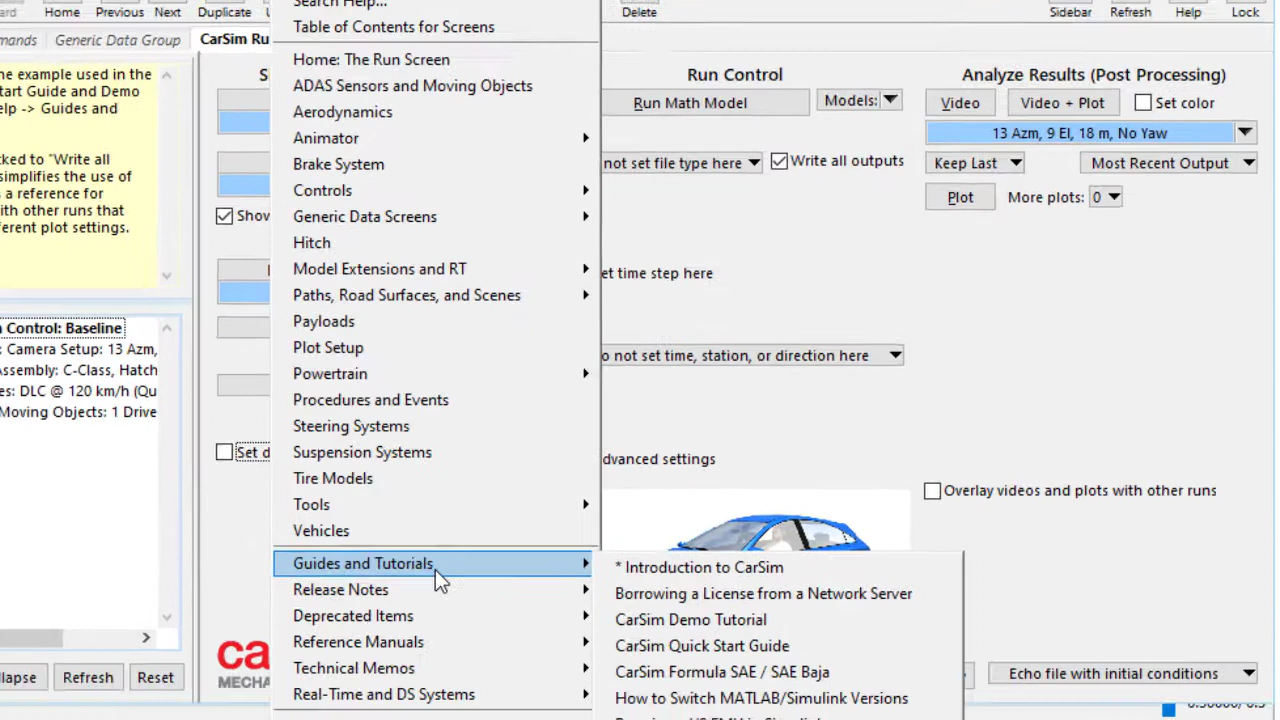 Home
Previous
Next
Duplicate
Delete
Sidebar
Refresh
Help
Lock
Generic Data Group
CarSim Ru
ne example used in the
tart Guide and Demo
elp -> Guides and
ked to "Write all
simplifies the use of
s a reference for
ith other runs that
erent plot settings.
Control: Baseline
: Camera Setup: 13 Azm,
Assembly: C-Class, Hatch
es: DLC @ 120 km/h (Qu
Moving Objects: 1 Drive
llapse
Refresh
Reset
Show
Set d
ca
MECHA
Search Help...
Table of Contents for Screens
Home: The Run Screen
ADAS Sensors and Moving Objects
Aerodynamics
Animator
Brake System
Controls
Generic Data Screens
Hitch
Model Extensions and RT
Paths, Road Surfaces, and Scenes
Payloads
Plot Setup
Powertrain
Procedures and Events
Steering Systems
Suspension Systems
Tire Models
Tools
Vehicles
Guides and Tutorials
Release Notes
Deprecated Items
Reference Manuals
Technical Memos
Real-Time and DS Systems
* Introduction to CarSim
Borrowing a License from a Network Server
CarSim Demo Tutorial
CarSim Quick Start Guide
CarSim Formula SAE / SAE Baja
How to Switch MATLAB/Simulink Versions
Run Control
Run Math Model
Models:
not set file type here
Write all outputs
et time step here
o not set time, station, or direction here
dvanced settings
Analyze Results (Post Processing)
Video
Video + Plot
Set color
13 Azm, 9 El, 18 m, No Yaw
Keep Last
Most Recent Output
Plot
More plots: 0
Overlay videos and plots with other runs
Echo file with initial conditions